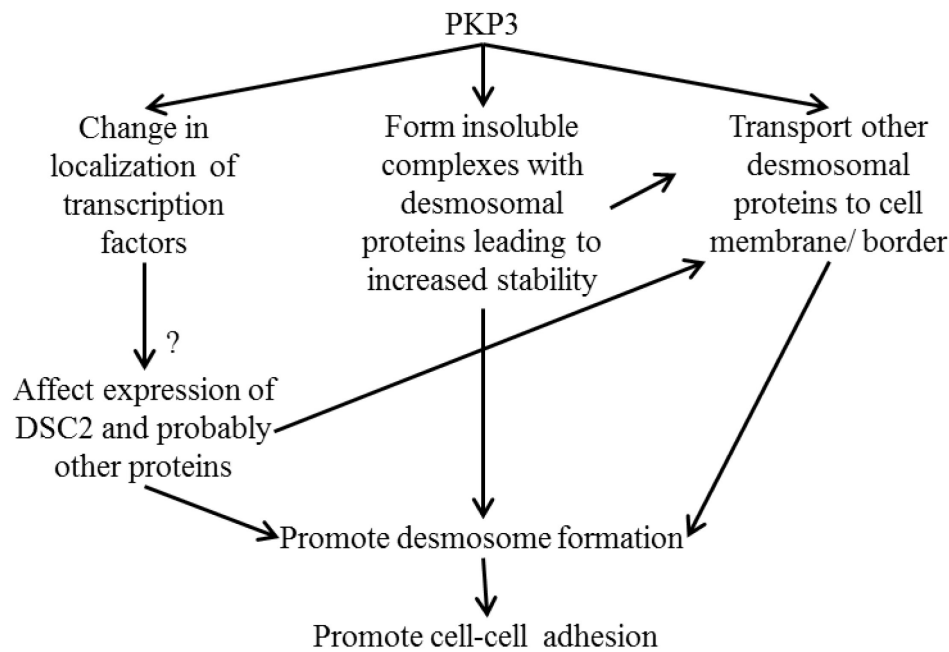 PKP3
Change in
localization of
transcription
factors
Form insoluble
complexes with
desmosomal
proteins leading to
increased stability
Transport other
desmosomal
proteins to cell
membrane/ border
?
Affect expression of
DSC2 and probably
other proteins
Promote desmosome formation
Promote cell-cell adhesion